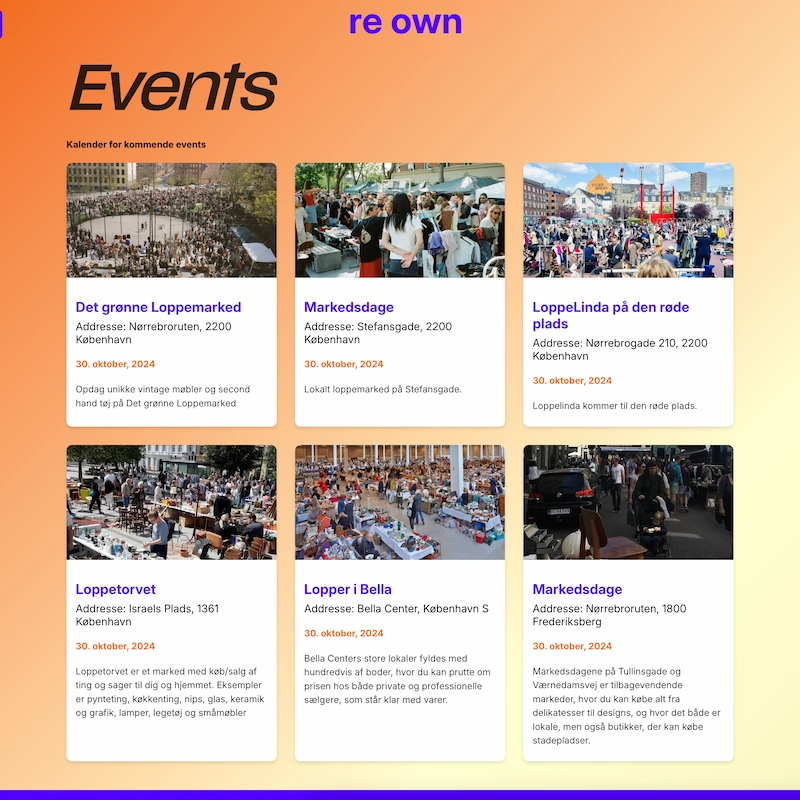 re own
Events
Kalender for kommende events
Det grønne Loppemarked
Addresse: Nørrebroruten, 2200
København
30. oktober, 2024
Opdag unikke vintage møbler og second
hand tøj på Det grønne Loppemarked
Markedsdage
Addresse: Stefansgade, 2200
København
30. oktober, 2024
Lokalt loppemarked på Stefansgade.
LoppeLinda på den røde
plads
Addresse: Nørrebrogade 210, 2200
København
30. oktober, 2024
Loppelinda kommer til den røde plads.
Loppetorvet
Addresse: Israels Plads, 1361
København
30. oktober, 2024
Loppetorvet er et marked med køb/salg af
ting og sager til dig og hjemmet. Eksempler
er pynteting, køkkenting, nips, glas, keramik
og grafik, lamper, legetøj og småmøbler
Lopper i Bella
Addresse: Bella Center, København S
30. oktober, 2024
Bella Centers store lokaler fyldes med
hundredvis af boder, hvor du kan prutte om
prisen hos både private og professionelle
sælgere, som står klar med varer.
Markedsdage
Addresse: Nørrebroruten, 1800
Frederiksberg
30. oktober, 2024
Markedsdagene på Tullinsgade og
Værnedamsvej er tilbagevendende
markeder, hvor du kan købe alt fra
delikatesser til designs, og hvor det både er
lokale, men også butikker, der kan købe
stadepladser.